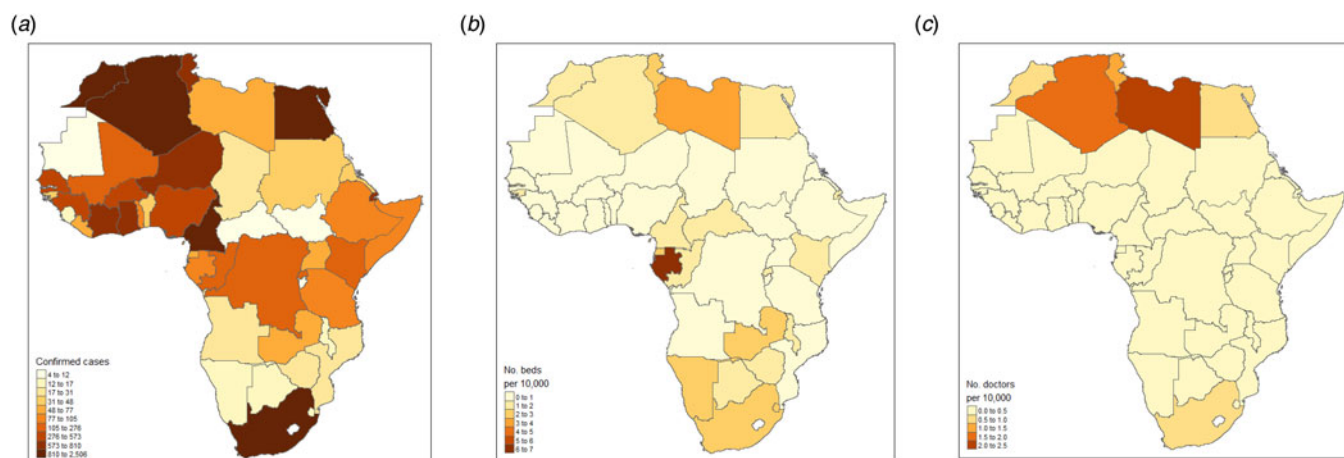 (a)
Confirmed cases
4 to 12
12 to 17
17 to 31
31 to 48
48 to 77
77 to 105
105 to 276
276 to 573
573 to 810
810 to 2,506
(b)
No. beds
per 10,000
0 to 1
1 to 2
2 to 3
3 to 4
4 to 5
5 to 6
6 to 7
(c)
No. doctors
per 10,000
0.0 to 0.5
0.5 to 1.0
1.0 to 1.5
1.5 to 2.0
2.0 to 2.5